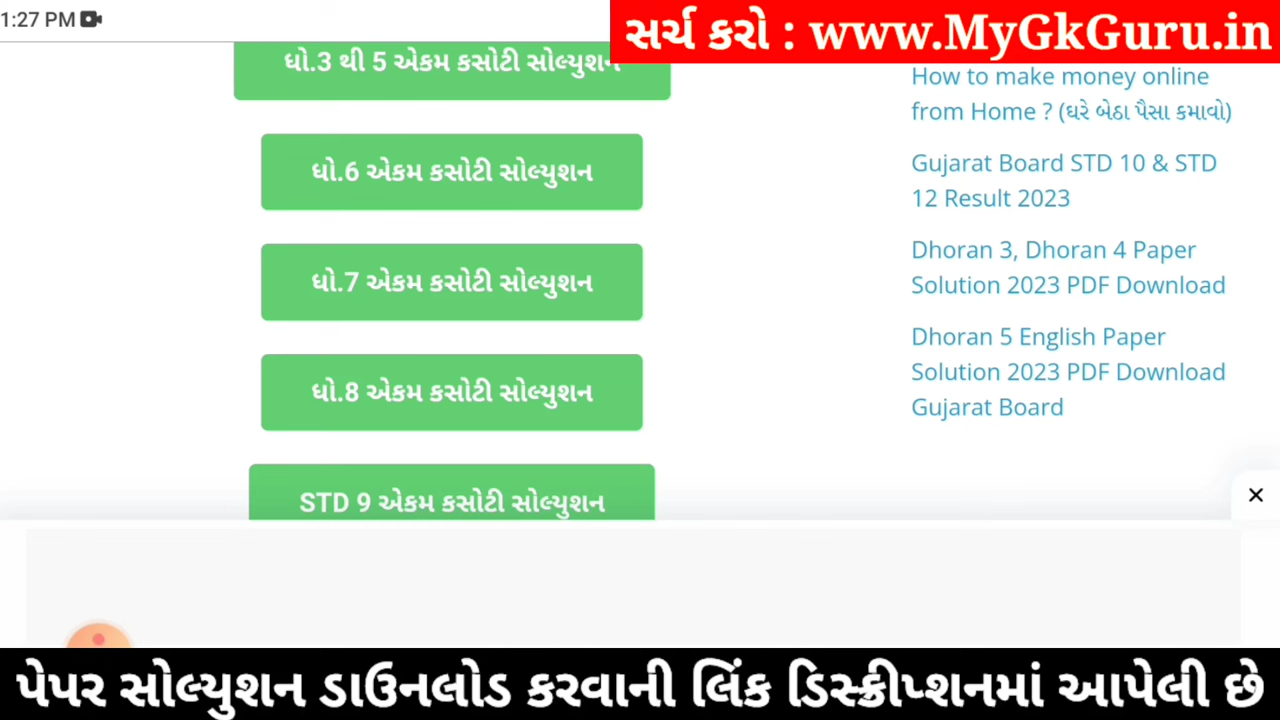 1:27 PM
સર્ચ કરો : www.MyGkGuru.in
ધો.3 થી 5 એકમ કસોટી સોલ્યુશન
ધો.6 એકમ કસોટી સોલ્યુશન
ધો.7 એકમ કસોટી સોલ્યુશન
ધો.8 એકમ કસોટી સોલ્યુશન
STD 9 એકમ કસોટી સોલ્યુશન
How to make money online
from Home ? (ઘરે બેઠા પૈસા કમાવો)
Gujarat Board STD 10 & STD
12 Result 2023
Dhoran 3, Dhoran 4 Paper
Solution 2023 PDF Download
Dhoran 5 English Paper
Solution 2023 PDF Download
Gujarat Board
પેપર સોલ્યુશન ડાઉનલોડ કરવાની લિંક ડિસ્ક્રીપ્શનમાં આપેલી છે